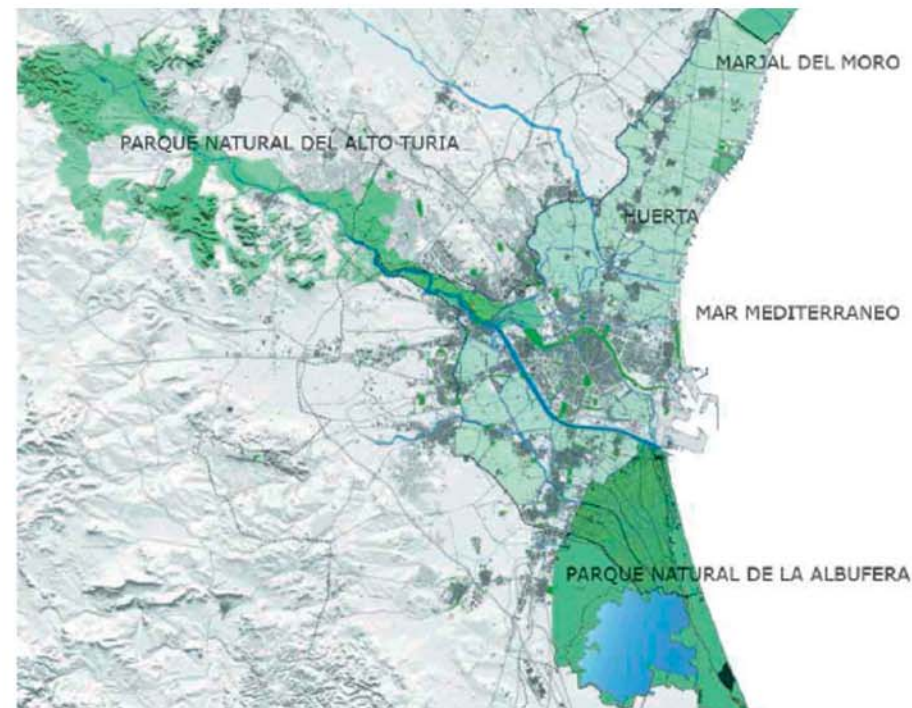 MARJAL DEL MORO
PARQUE NATURAL DEL ALTO TURIA
HUERTA
MAR MEDITERRANEO
PARQUE NATURAL DE LA ALBUFERA